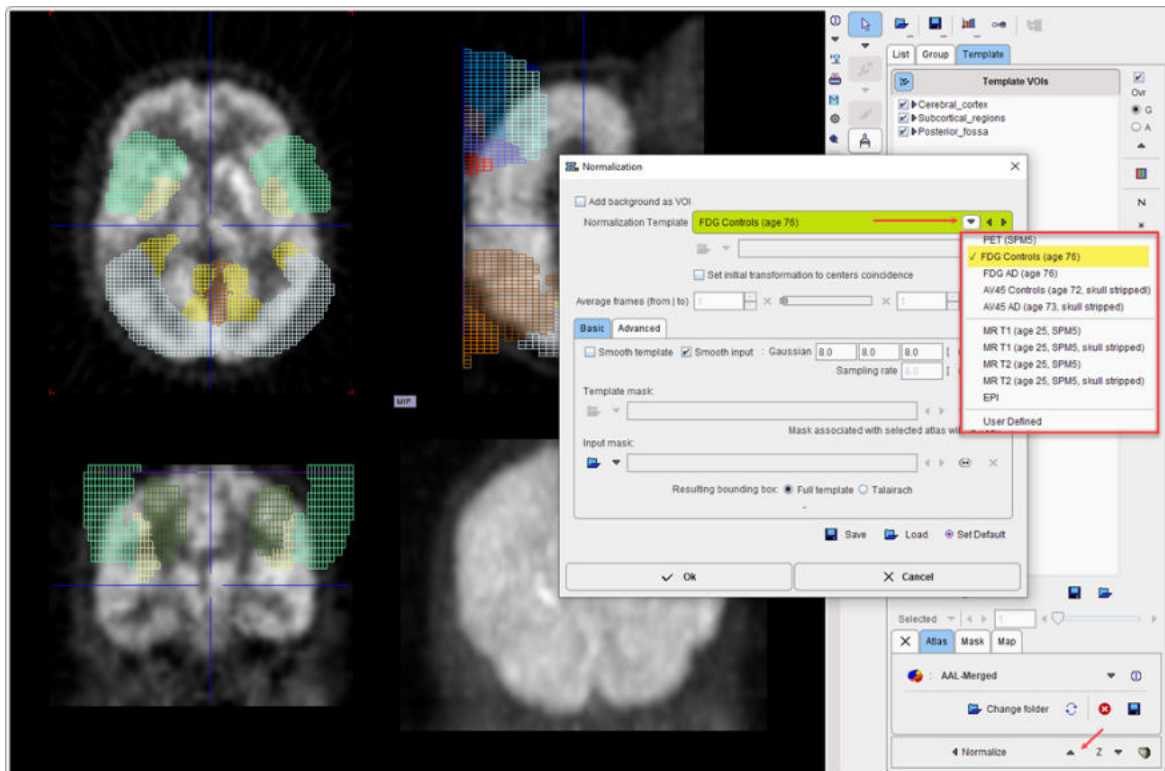 List Group Template
Template VOIs
Ovr
Cerebral_cortex
G
Subcortical_regions
A
Posterior_fossa
N
Normalization
Add background as VOI
Normalization Template FDG Controls (age 76)
PET (SPM5)
✓ FDG Controls (age 76)
FDG AD (age 76)
AV45 Controls (age 72, skull stripped)
AV45 AD (age 73, skull stripped)
MR T1 (age 25, SPM5)
MR T1 (age 25, SPM5, skull stripped)
MR T2 (age 25, SPM5)
MR T2 (age 25, SPM5, skull stripped)
EPI
User Defined
Set initial transformation to centers coincidence
Average frames (from | to) 1 1
Basic Advanced
Smooth template Smooth input : Gaussian 8.0 8.0 8.0 [
Sampling rate 8.0 [
Template mask:
Mask associated with selected atlas
Input mask:
Resulting bounding box: Full template Talairach
-
Save Load Set Default
Ok Cancel
MIP
Selected 1
Atlas Mask Map
: AAL-Merged
Change folder
Normalize Z